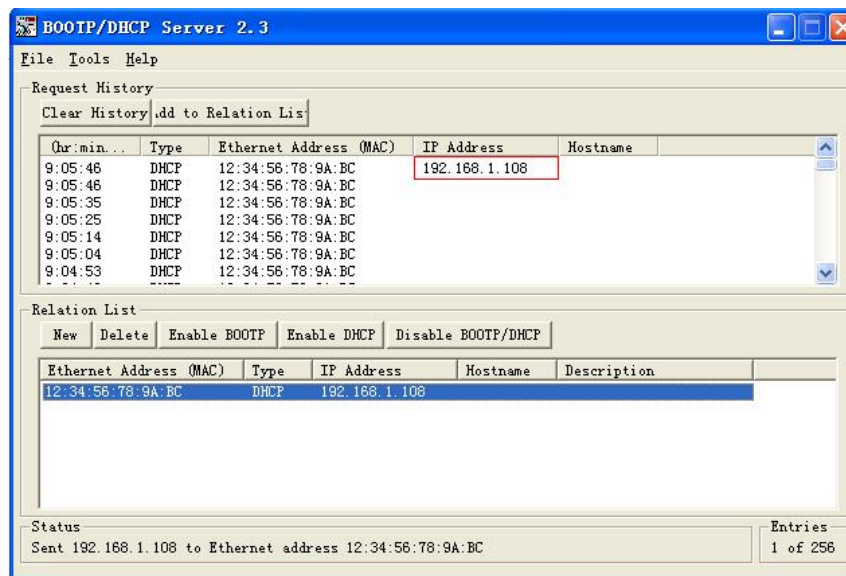 BOOTP/DHCP Server 2.3
File Tools Help
Request History
Clear History dd to Relation Lis
(hr:min... Type Ethernet Address (MAC) IP Address Hostname
9:05:46 DHCP 12:34:56:78:9A:BC 192.168.1.108
9:05:46 DHCP 12:34:56:78:9A:BC
9:05:35 DHCP 12:34:56:78:9A:BC
9:05:25 DHCP 12:34:56:78:9A:BC
9:05:14 DHCP 12:34:56:78:9A:BC
9:05:04 DHCP 12:34:56:78:9A:BC
9:04:53 DHCP 12:34:56:78:9A:BC
Relation List
New Delete Enable BOOTP Enable DHCP Disable BOOTP/DHCP
Ethernet Address (MAC) Type IP Address Hostname Description
12:34:56:78:9A:BC DHCP 192.168.1.108
Status
Sent 192.168.1.108 to Ethernet address 12:34:56:78:9A:BC
Entries
1 of 256